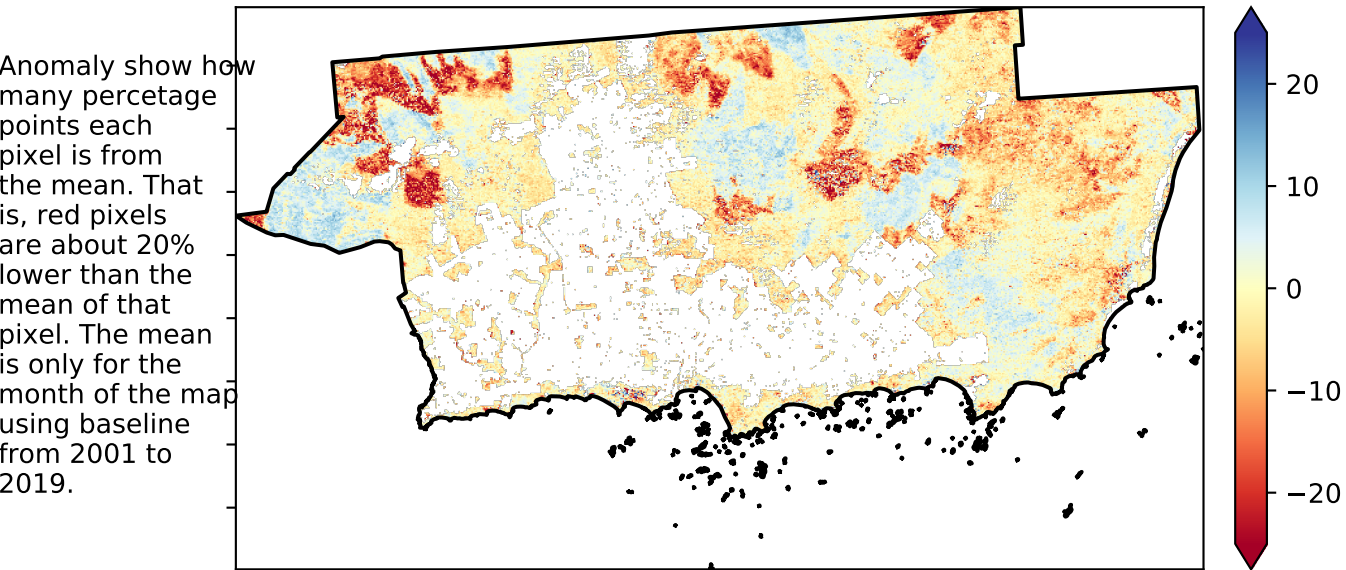 Anomaly show how
many percetage
points each
pixel is from
the mean. That
is, red pixels
are about 20%
lower than the
mean of that
pixel. The mean
is only for the
month of the map
using baseline
from 2001 to
2019.
20
10
0
−10
−20